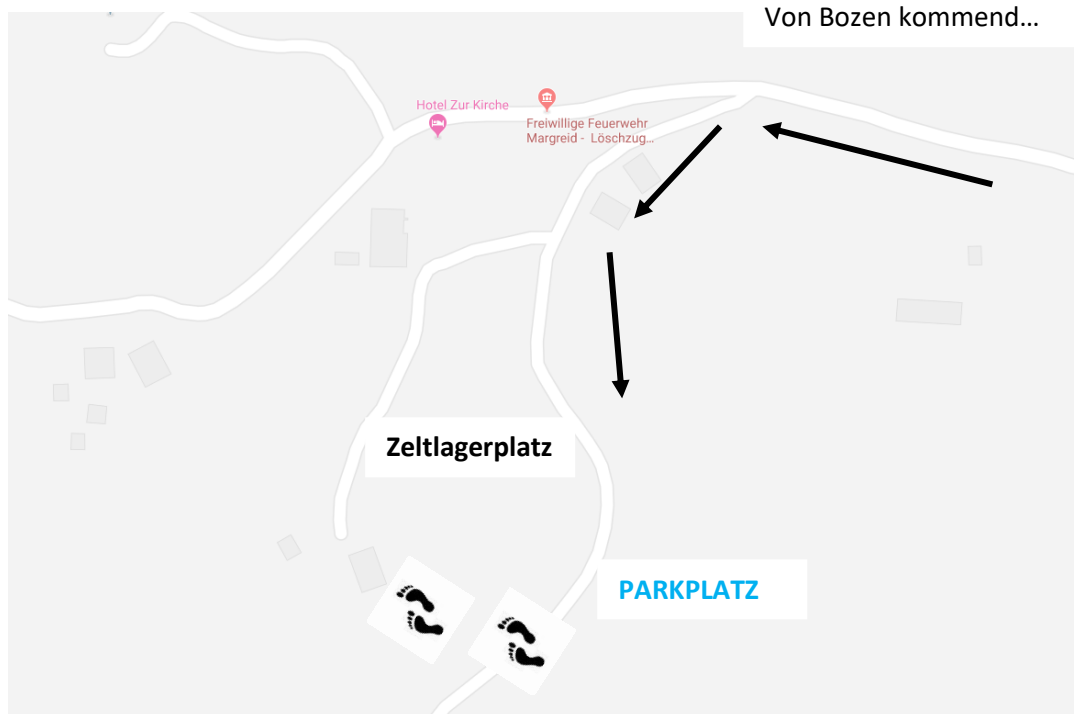 Von Bozen kommend…
Hotel Zur Kirche
Freiwillige Feuerwehr
Margreid - Löschzug...
Zeltlagerplatz
PARKPLATZ